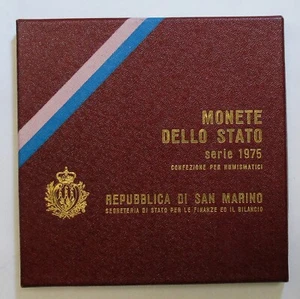 MONETE
DELLO STATO
serie 1975
CONFEZIONE PER NUMISMATICI
REPUBBLICA DI SAN MARINO
SEGRETERIA DI STATO PER LE FINANZE ED IL BILANCIO